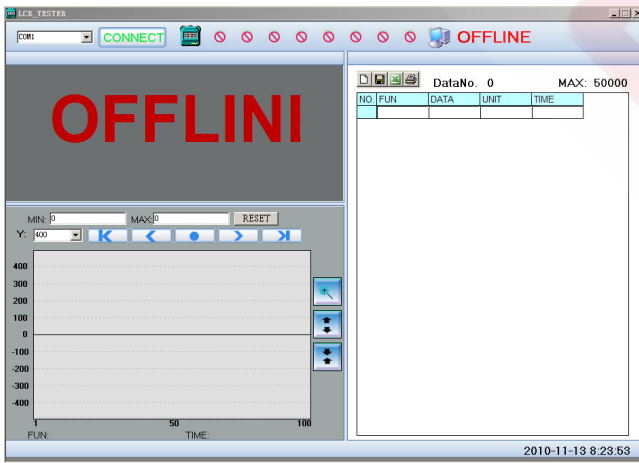 LCR_TESTER
COM1 CONNECT OFFLINE
OFFLINE
MIN: 0 MAX: 0 RESET
Y: 400
400
300
200
100
0
-100
-200
-300
-400
1 50 100
FUN: TIME:
DataNo. 0 MAX: 50000
NO. FUN DATA UNIT TIME
2010-11-13 8:23:53